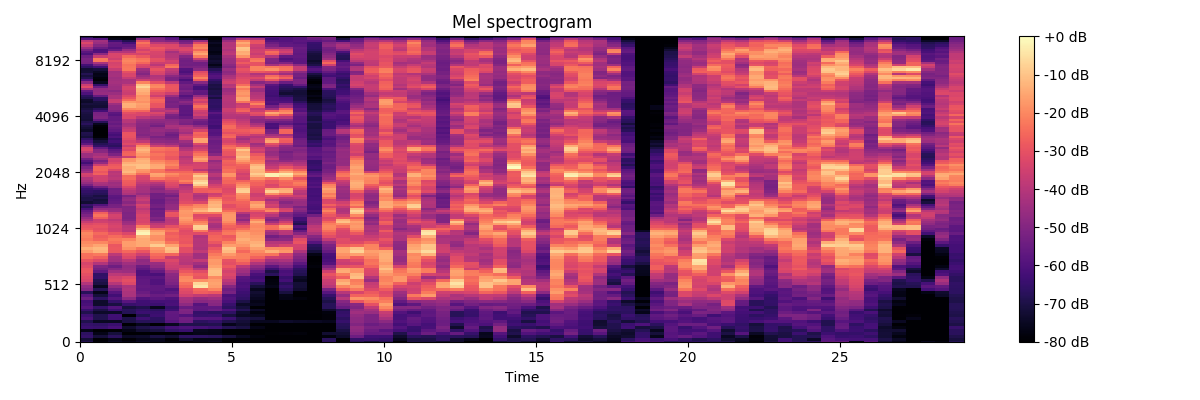 Mel spectrogram
8192
4096
2048
1024
512
0
Hz
0 5 10 15 20 25
Time
+0 dB
-10 dB
-20 dB
-30 dB
-40 dB
-50 dB
-60 dB
-70 dB
-80 dB